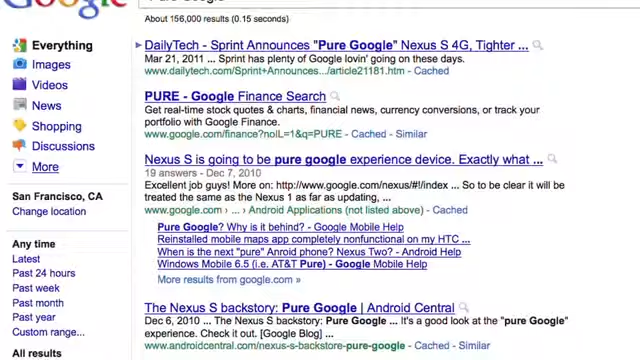 Google
About 156,000 results (0.15 seconds)
Everything
Images
Videos
News
Shopping
Discussions
More
San Francisco, CA
Change location
Any time
Latest
Past 24 hours
Past week
Past month
Past year
Custom range...
All results
DailyTech - Sprint Announces "Pure Google" Nexus S 4G, Tighter ...
Mar 21, 2011 ... Sprint has plenty of Google lovin' going on these days.
www.dailytech.com/Sprint+Announces.../article21181.htm - Cached
PURE - Google Finance Search
Get real-time stock quotes & charts, financial news, currency conversions, or track your
portfolio with Google Finance.
www.google.com/finance?noIL=1&q=PURE - Cached - Similar
Nexus S is going to be pure google experience device. Exactly what ...
19 answers - Dec 7, 2010
Excellent job guys! More on: http://www.google.com/nexus/#!/index ... So to be clear it will be
treated the same as the Nexus 1 as far as updating, ...
www.google.com › ... › Android Applications (not listed above) - Cached
Pure Google? Why is it behind? - Google Mobile Help
Reinstalled mobile maps app completely nonfunctional on my HTC ...
When is the next "pure" Anroid phone? Nexus Two? - Android Help
Windows Mobile 6.5 (i.e. AT&T Pure) - Google Mobile Help
More results from google.com »
The Nexus S backstory: Pure Google | Android Central
Dec 6, 2010 ... The Nexus S backstory: Pure Google ... It's a good look at the "pure Google"
experience. Check it out. [Google Blog] ...
www.androidcentral.com/nexus-s-backstore-pure-google - Cached - Similar